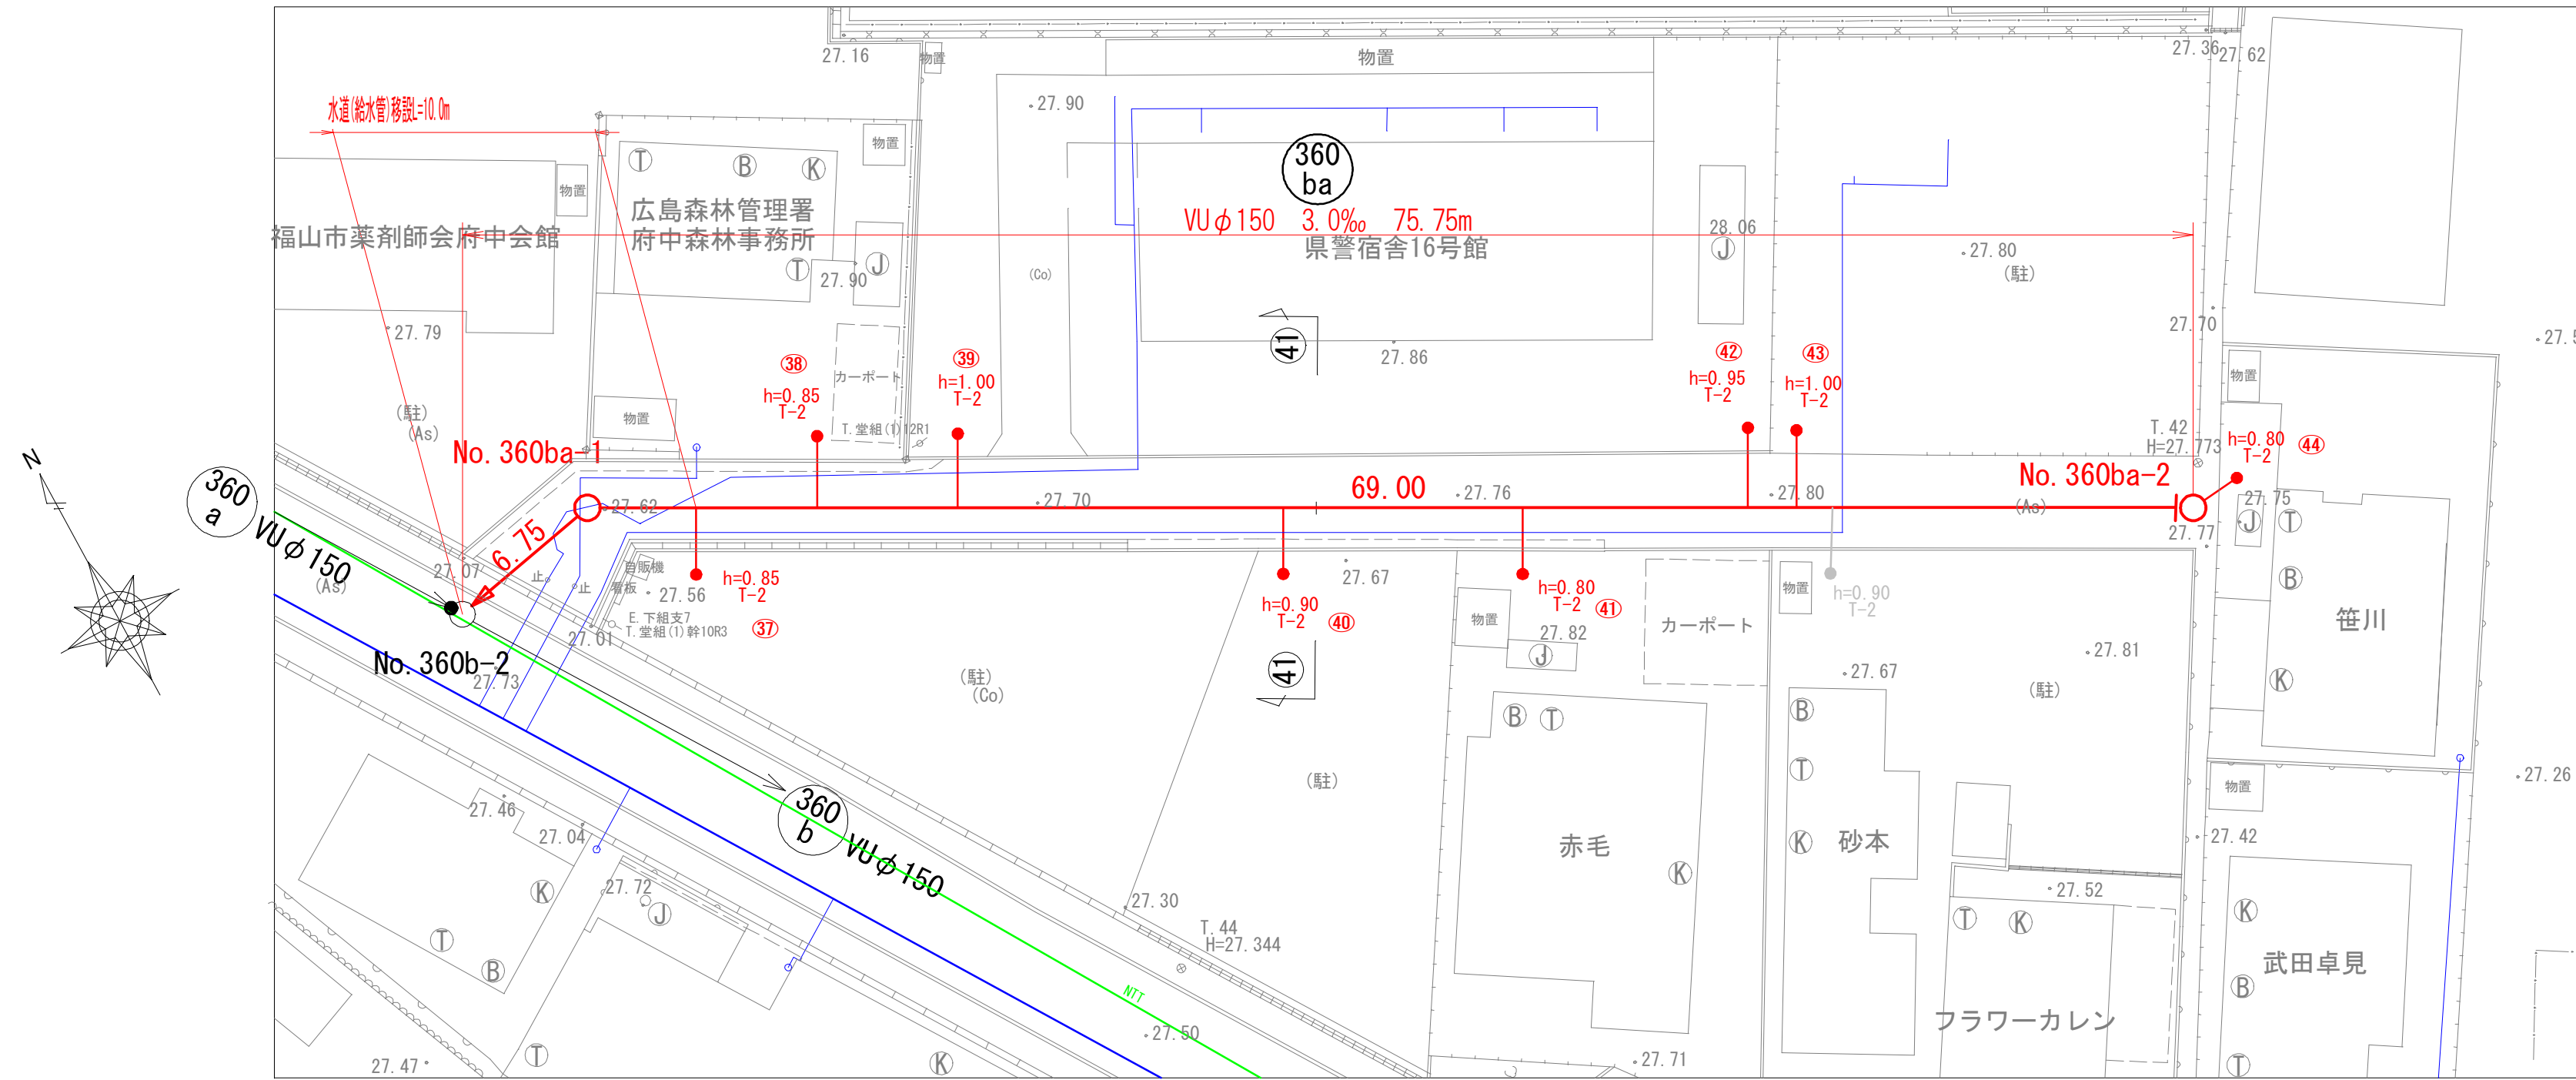 27.16
物置
物置
27.36
27.62
水道(給水管)移設L=10.0m
27.90
物置
T
B
K
物置
360
ba
福山市薬剤師会府中会館
広島森林管理署
府中森林事務所
VUφ150 3.0‰ 75.75m
県警宿舎16号館
28.06
J
27.80
(駐)
T
J
27.90
(Co)
27.79
27.70
41
27.86
38
h=0.85
T-2
カーポート
39
h=1.00
T-2
42
h=0.95
T-2
43
h=1.00
T-2
物置
(駐)
(As)
物置
T.堂組(1)12R1
T.42
H=27.773
h=0.80
T-2
44
N
No.360ba-1
360
a
VUφ150
(As)
27.62
27.70
69.00
27.76
27.80
(As)
No.360ba-2
27.75
J
T
27.77
6.75
27.07
止
止
自販機
看板
27.56
h=0.85
T-2
37
E.下組支7
T.堂組(1)幹10R3
27.01
27.67
h=0.90
T-2
40
h=0.80
T-2
41
物置
27.82
J
カーポート
物置
h=0.90
T-2
B
笹川
K
No.360b-2
27.73
41
(駐)
(Co)
27.67
27.81
(駐)
B
T
B
T
K
360
b
VUφ150
(駐)
赤毛
K
砂本
物置
27.26
27.42
27.46
27.04
K
27.72
J
T
B
27.30
T.44
H=27.344
27.52
T
K
K
B
武田卓見
NTT
27.50
フラワーカレン
27.47
T
K
27.71
T